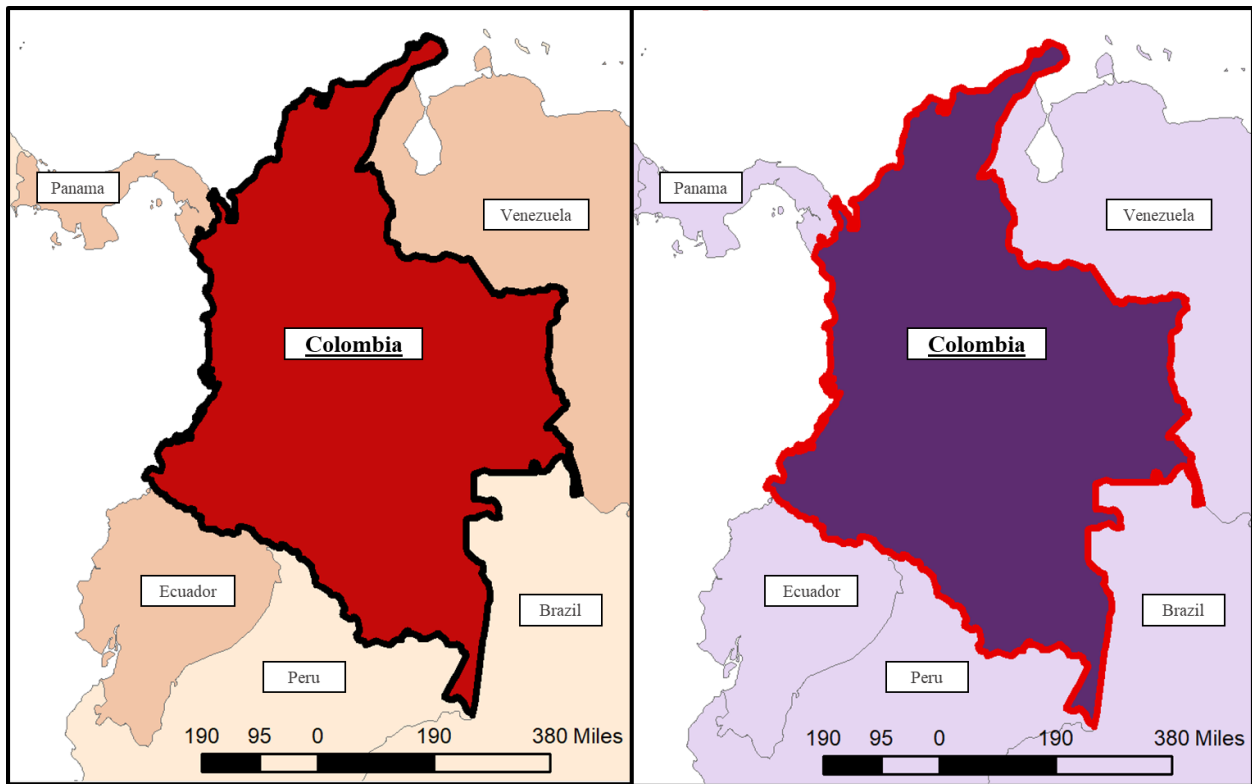 Panama
Venezuela
Colombia
Ecuador
Brazil
Peru
190 95 0 190 380 Miles
Panama
Venezuela
Colombia
Ecuador
Brazil
Peru
190 95 0 190 380 Miles